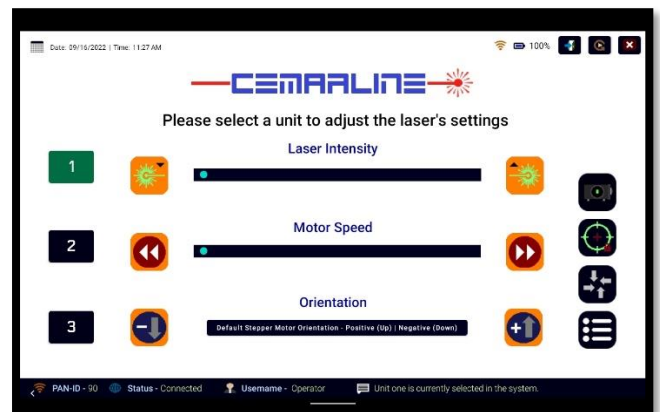 Date: 09/16/2022 | Time: 11:27 AM
100%
CEMARLINE
Please select a unit to adjust the laser's settings
Laser Intensity
1
Motor Speed
2
Orientation
3
Default Stepper Motor Orientation - Positive (Up) | Negative (Down)
PAN-ID - 90 Status - Connected Username - Operator Unit one is currently selected in the system.